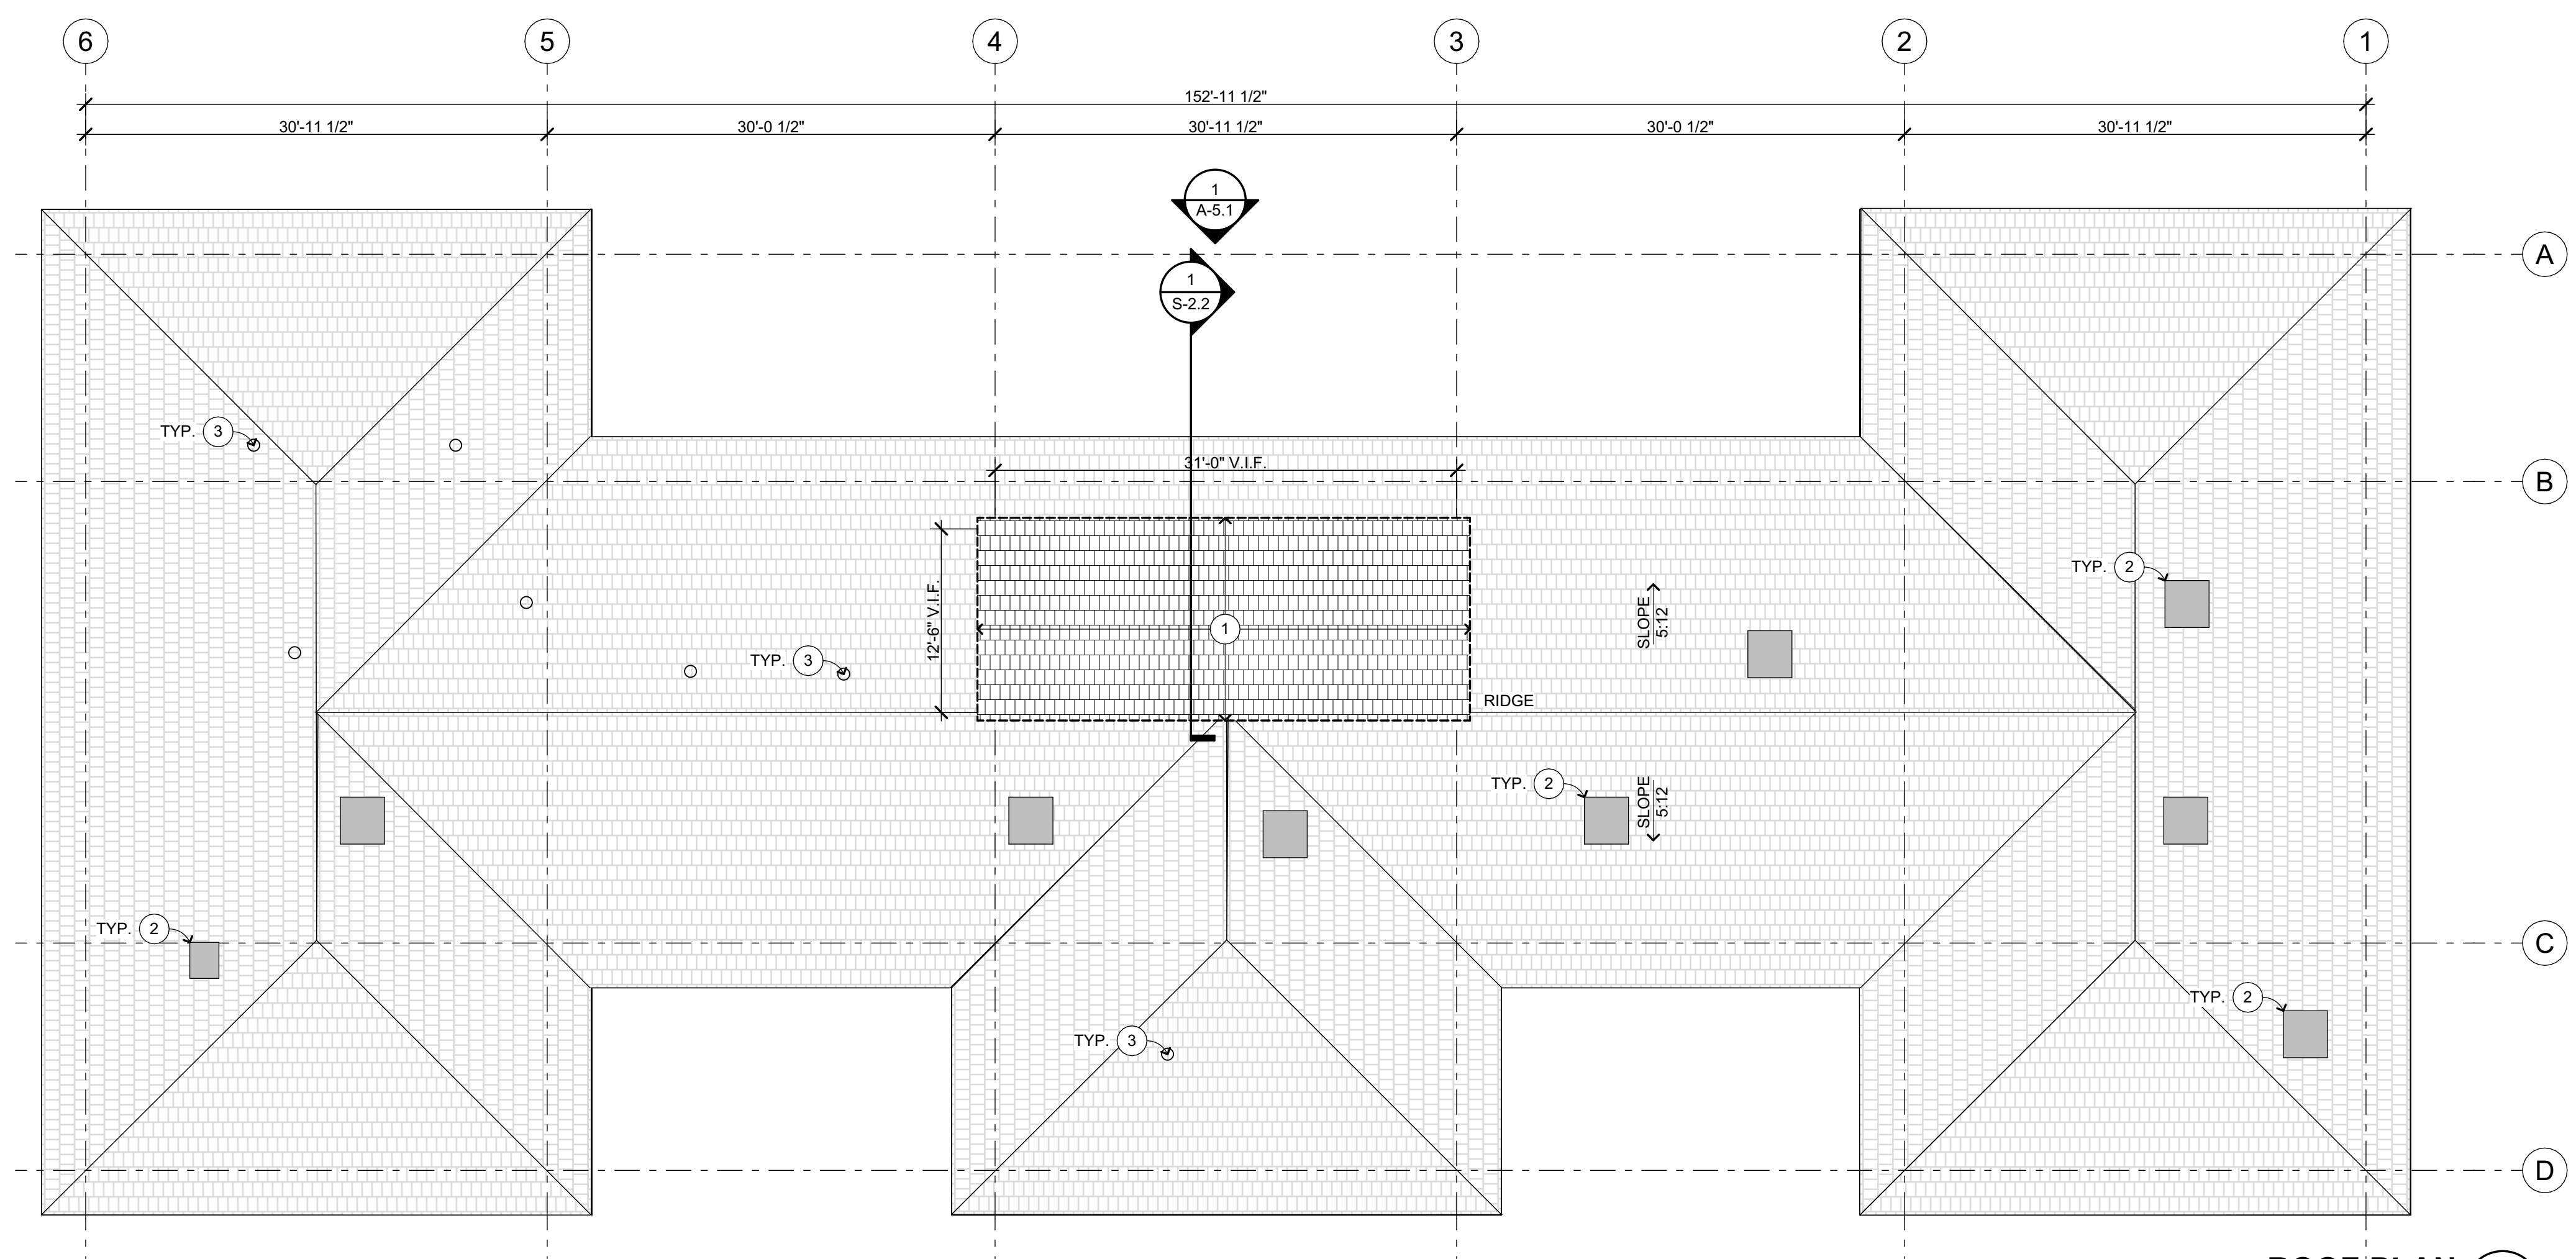 6
5
4
3
2
1
152'-11 1/2"
30'-11 1/2"
30'-0 1/2"
30'-11 1/2"
30'-0 1/2"
30'-11 1/2"
1
A-5.1
A
1
S-2.2
TYP. 3
31'-0" V.I.F.
B
TYP. 2
12'-6" V.I.F.
1
SLOPE
5:12
TYP. 3
RIDGE
TYP. 2
SLOPE
5:12
TYP. 2
C
TYP. 2
TYP. 3
D
ROOF PLAN